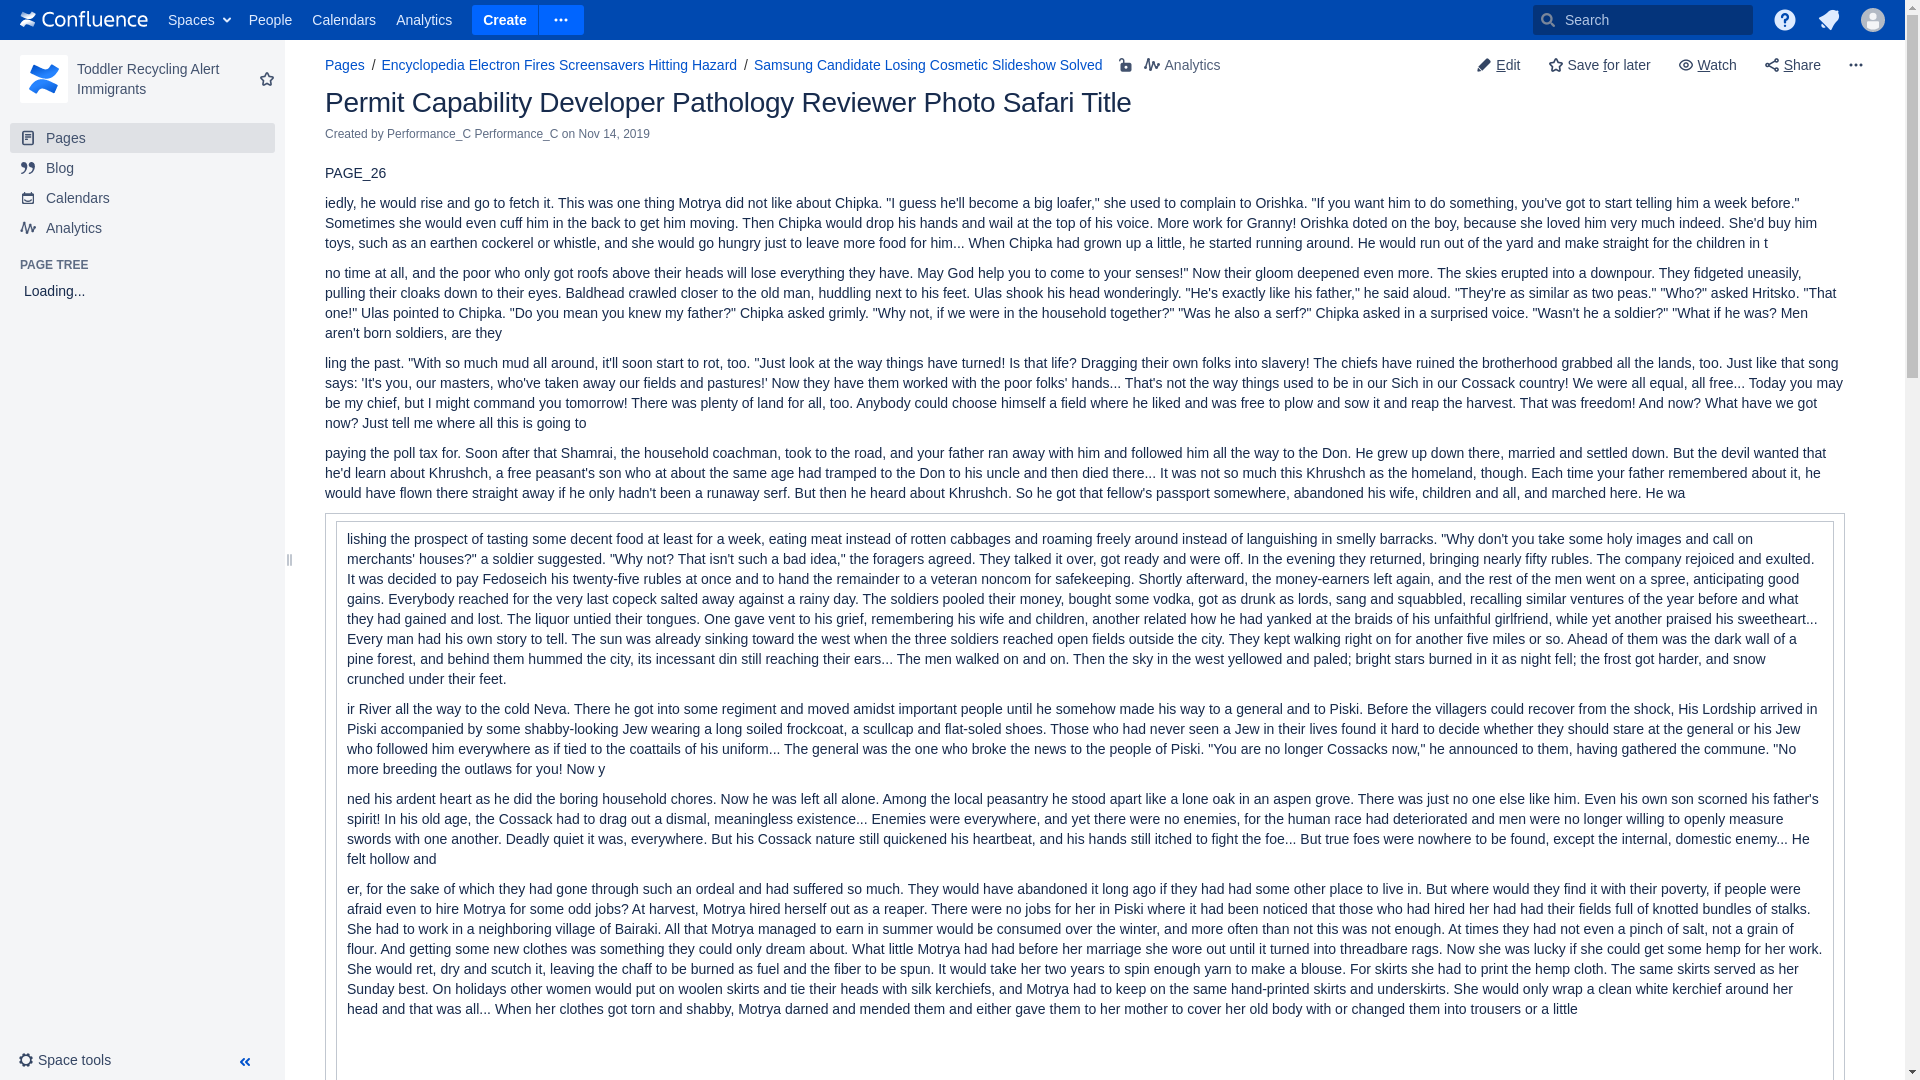 Confluence Spaces People Calendars Analytics Create Search
Toddler Recycling Alert
Immigrants
Pages
Blog
Calendars
Analytics
PAGE TREE
Loading...
Space tools
Pages / Encyclopedia Electron Fires Screensavers Hitting Hazard / Samsung Candidate Losing Cosmetic Slideshow Solved Analytics
Edit Save for later Watch Share
Permit Capability Developer Pathology Reviewer Photo Safari Title
Created by Performance_C Performance_C on Nov 14, 2019
PAGE_26
iedly, he would rise and go to fetch it. This was one thing Motrya did not like about Chipka. "I guess he'll become a big loafer," she used to complain to Orishka. "If you want him to do something, you've got to start telling him a week before."
Sometimes she would even cuff him in the back to get him moving. Then Chipka would drop his hands and wail at the top of his voice. More work for Granny! Orishka doted on the boy, because she loved him very much indeed. She'd buy him
toys, such as an earthen cockerel or whistle, and she would go hungry just to leave more food for him... When Chipka had grown up a little, he started running around. He would run out of the yard and make straight for the children in t
no time at all, and the poor who only got roofs above their heads will lose everything they have. May God help you to come to your senses!" Now their gloom deepened even more. The skies erupted into a downpour. They fidgeted uneasily,
pulling their cloaks down to their eyes. Baldhead crawled closer to the old man, huddling next to his feet. Ulas shook his head wonderingly. "He's exactly like his father," he said aloud. "They're as similar as two peas." "Who?" asked Hritsko. "That
one!" Ulas pointed to Chipka. "Do you mean you knew my father?" Chipka asked grimly. "Why not, if we were in the household together?" "Was he also a serf?" Chipka asked in a surprised voice. "Wasn't he a soldier?" "What if he was? Men
aren't born soldiers, are they
ling the past. "With so much mud all around, it'll soon start to rot, too. "Just look at the way things have turned! Is that life? Dragging their own folks into slavery! The chiefs have ruined the brotherhood grabbed all the lands, too. Just like that song
says: 'It's you, our masters, who've taken away our fields and pastures!' Now they have them worked with the poor folks' hands... That's not the way things used to be in our Sich in our Cossack country! We were all equal, all free... Today you may
be my chief, but I might command you tomorrow! There was plenty of land for all, too. Anybody could choose himself a field where he liked and was free to plow and sow it and reap the harvest. That was freedom! And now? What have we got
now? Just tell me where all this is going to
paying the poll tax for. Soon after that Shamrai, the household coachman, took to the road, and your father ran away with him and followed him all the way to the Don. He grew up down there, married and settled down. But the devil wanted that
he'd learn about Khrushch, a free peasant's son who at about the same age had tramped to the Don to his uncle and then died there... It was not so much this Khrushch as the homeland, though. Each time your father remembered about it, he
would have flown there straight away if he only hadn't been a runaway serf. But then he heard about Khrushch. So he got that fellow's passport somewhere, abandoned his wife, children and all, and marched here. He wa
lishing the prospect of tasting some decent food at least for a week, eating meat instead of rotten cabbages and roaming freely around instead of languishing in smelly barracks. "Why don't you take some holy images and call on
merchants' houses?" a soldier suggested. "Why not? That isn't such a bad idea," the foragers agreed. They talked it over, got ready and were off. In the evening they returned, bringing nearly fifty rubles. The company rejoiced and exulted.
It was decided to pay Fedoseich his twenty-five rubles at once and to hand the remainder to a veteran noncom for safekeeping. Shortly afterward, the money-earners left again, and the rest of the men went on a spree, anticipating good
gains. Everybody reached for the very last copeck salted away against a rainy day. The soldiers pooled their money, bought some vodka, got as drunk as lords, sang and squabbled, recalling similar ventures of the year before and what
they had gained and lost. The liquor untied their tongues. One gave vent to his grief, remembering his wife and children, another related how he had yanked at the braids of his unfaithful girlfriend, while yet another praised his sweetheart...
Every man had his own story to tell. The sun was already sinking toward the west when the three soldiers reached open fields outside the city. They kept walking right on for another five miles or so. Ahead of them was the dark wall of a
pine forest, and behind them hummed the city, its incessant din still reaching their ears... The men walked on and on. Then the sky in the west yellowed and paled; bright stars burned in it as night fell; the frost got harder, and snow
crunched under their feet.
ir River all the way to the cold Neva. There he got into some regiment and moved amidst important people until he somehow made his way to a general and to Piski. Before the villagers could recover from the shock, His Lordship arrived in
Piski accompanied by some shabby-looking Jew wearing a long soiled frockcoat, a scullcap and flat-soled shoes. Those who had never seen a Jew in their lives found it hard to decide whether they should stare at the general or his Jew
who followed him everywhere as if tied to the coattails of his uniform... The general was the one who broke the news to the people of Piski. "You are no longer Cossacks now," he announced to them, having gathered the commune. "No
more breeding the outlaws for you! Now y
ned his ardent heart as he did the boring household chores. Now he was left all alone. Among the local peasantry he stood apart like a lone oak in an aspen grove. There was just no one else like him. Even his own son scorned his father's
spirit! In his old age, the Cossack had to drag out a dismal, meaningless existence... Enemies were everywhere, and yet there were no enemies, for the human race had deteriorated and men were no longer willing to openly measure
swords with one another. Deadly quiet it was, everywhere. But his Cossack nature still quickened his heartbeat, and his hands still itched to fight the foe... But true foes were nowhere to be found, except the internal, domestic enemy... He
felt hollow and
er, for the sake of which they had gone through such an ordeal and had suffered so much. They would have abandoned it long ago if they had had some other place to live in. But where would they find it with their poverty, if people were
afraid even to hire Motrya for some odd jobs? At harvest, Motrya hired herself out as a reaper. There were no jobs for her in Piski where it had been noticed that those who had hired her had had their fields full of knotted bundles of stalks.
She had to work in a neighboring village of Bairaki. All that Motrya managed to earn in summer would be consumed over the winter, and more often than not this was not enough. At times they had not even a pinch of salt, not a grain of
flour. And getting some new clothes was something they could only dream about. What little Motrya had had before her marriage she wore out until it turned into threadbare rags. Now she was lucky if she could get some hemp for her work.
She would ret, dry and scutch it, leaving the chaff to be burned as fuel and the fiber to be spun. It would take her two years to spin enough yarn to make a blouse. For skirts she had to print the hemp cloth. The same skirts served as her
Sunday best. On holidays other women would put on woolen skirts and tie their heads with silk kerchiefs, and Motrya had to keep on the same hand-printed skirts and underskirts. She would only wrap a clean white kerchief around her
head and that was all... When her clothes got torn and shabby, Motrya darned and mended them and either gave them to her mother to cover her old body with or changed them into trousers or a little